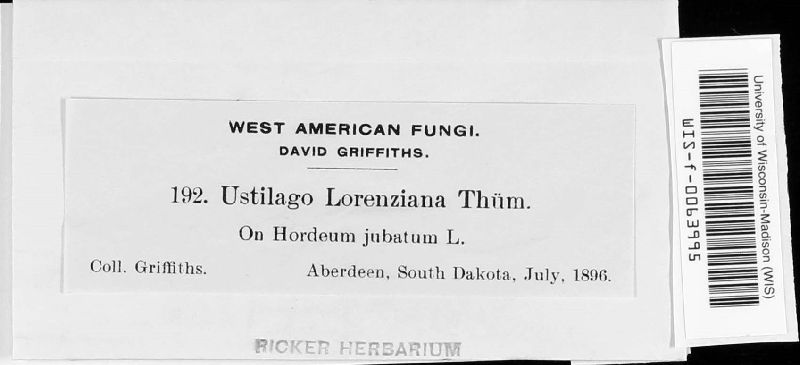 WEST AMERICAN FUNGI.
DAVID GRIFFITHS.
192. Ustilago Lorenziana Thüm.
On Hordeum jubatum L.
Coll. Griffiths. Aberdeen, South Dakota, July, 1896.
RICKER HERBARIUM
University of Wisconsin-Madison (WIS)
WIS-f-0063995